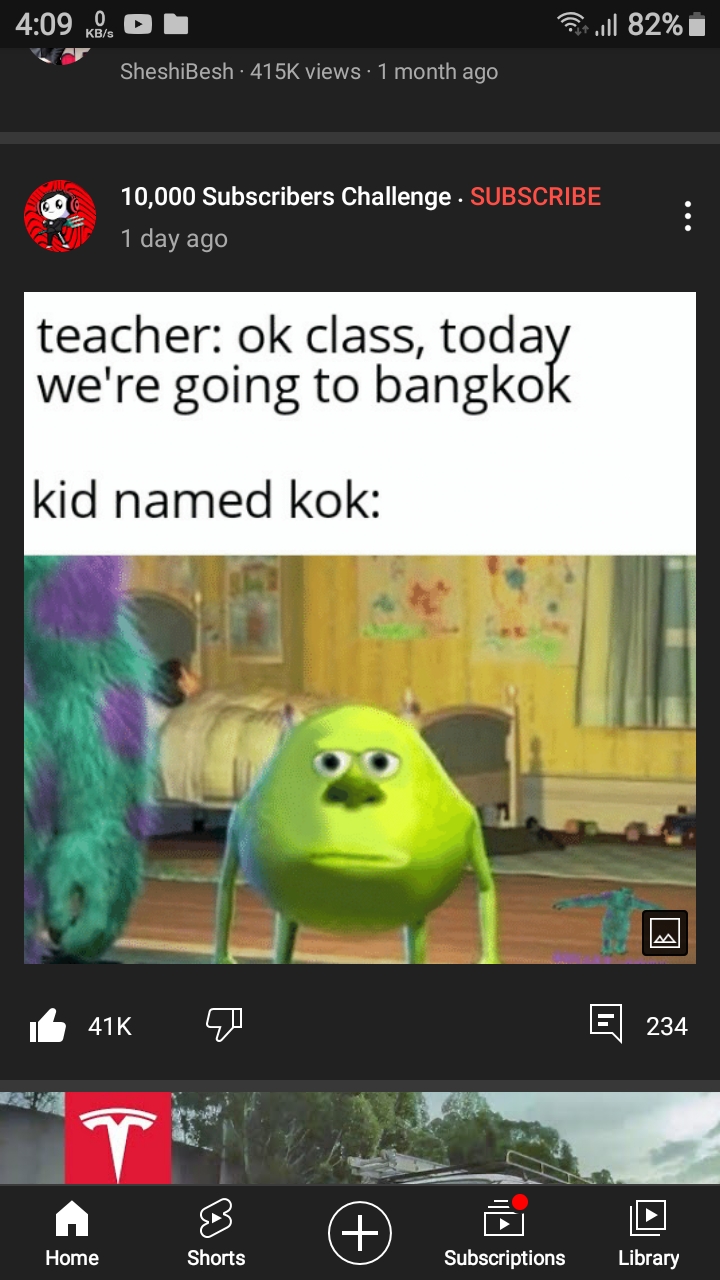 4:09 0 KB/s 82%
SheshiBesh · 415K views · 1 month ago
10,000 Subscribers Challenge · SUBSCRIBE
1 day ago
teacher: ok class, today
we're going to bangkok
kid named kok:
41K 234
Home Shorts Subscriptions Library